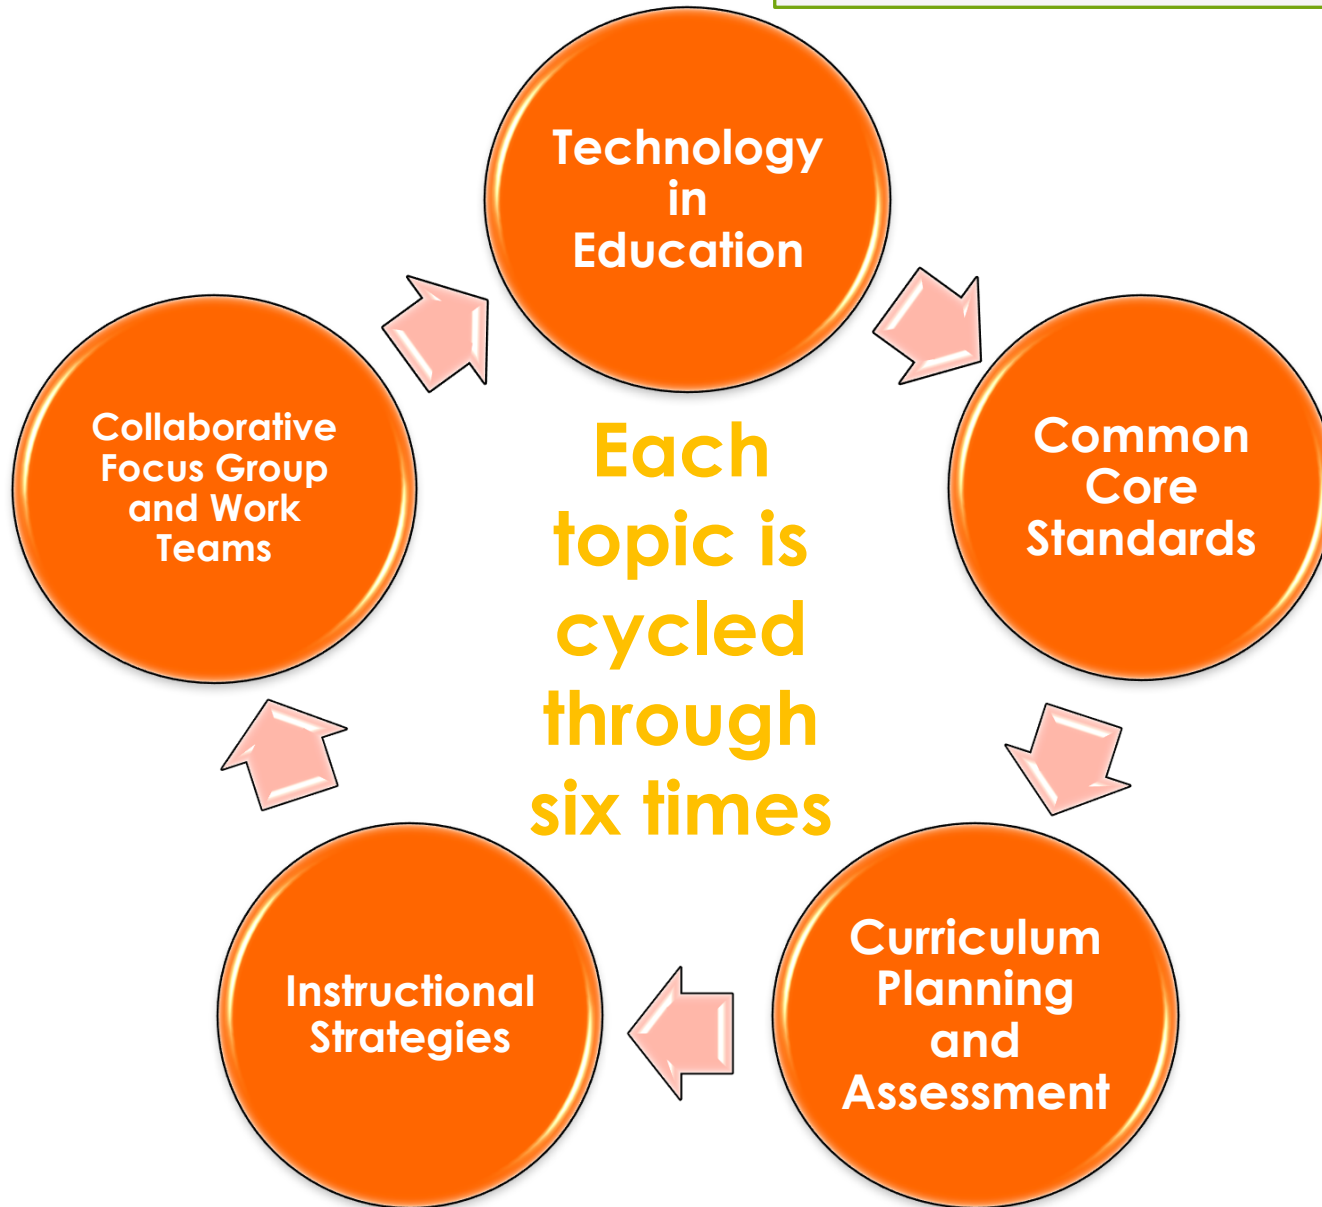 Technology
in
Education
Common
Core
Standards
Curriculum
Planning
and
Assessment
Instructional
Strategies
Collaborative
Focus Group
and Work
Teams
Each
topic is
cycled
through
six times